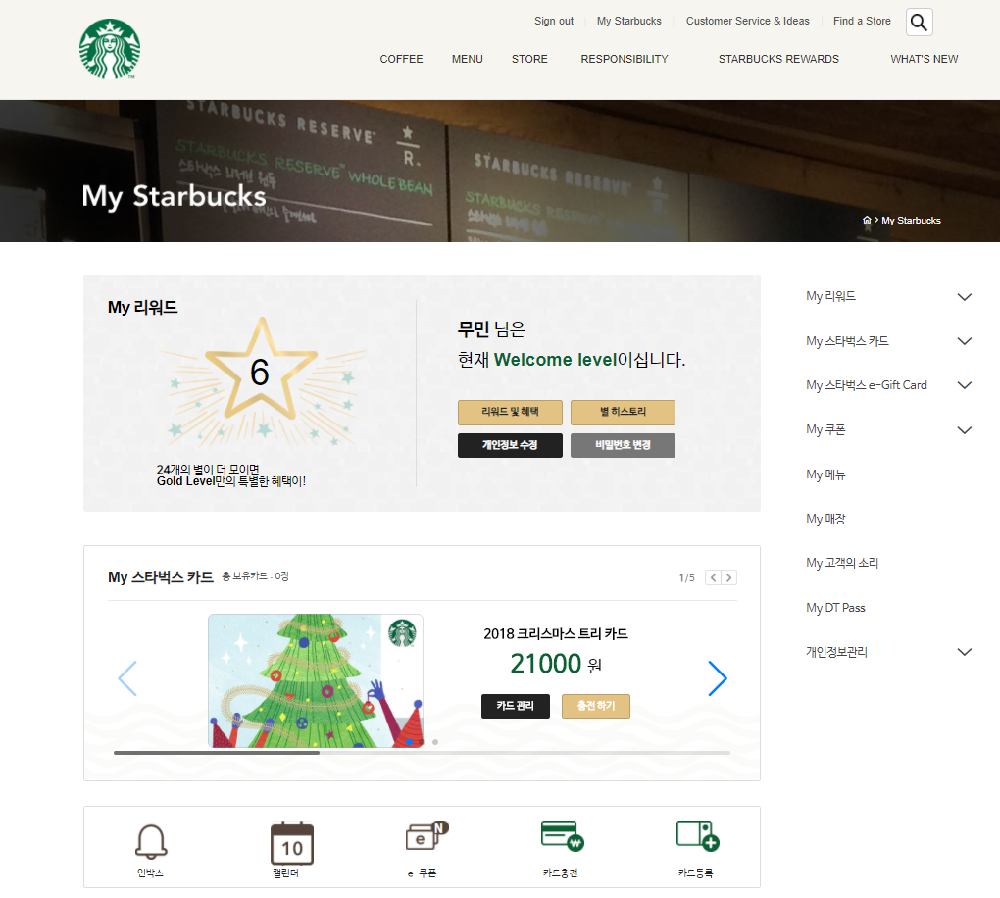 Sign out
My Starbucks
Customer Service & Ideas
Find a Store
COFFEE
MENU
STORE
RESPONSIBILITY
STARBUCKS REWARDS
WHAT'S NEW
STARBUCKS RESERVE
R.
STARBUCKS RESERVE WHOLE BEAN
STARBUCKS RESERVE
STARBUCKS RESERVE
My Starbucks
My Starbucks
My 리워드
6
24개의 별이 더 모이면
Gold Level만의 특별한 혜택이!
무민 님은
현재 Welcome level이십니다.
리워드 및 혜택
별 히스토리
개인정보 수정
비밀번호 변경
My 리워드
My 스타벅스 카드
My 스타벅스 e-Gift Card
My 쿠폰
My 메뉴
My 매장
My 고객의 소리
My DT Pass
개인정보관리
My 스타벅스 카드
총 보유카드 : 0장
1/5
2018 크리스마스 트리 카드
21000 원
카드 관리
충전 하기
10
e
N
인박스
캘린더
e-쿠폰
카드충전
카드등록